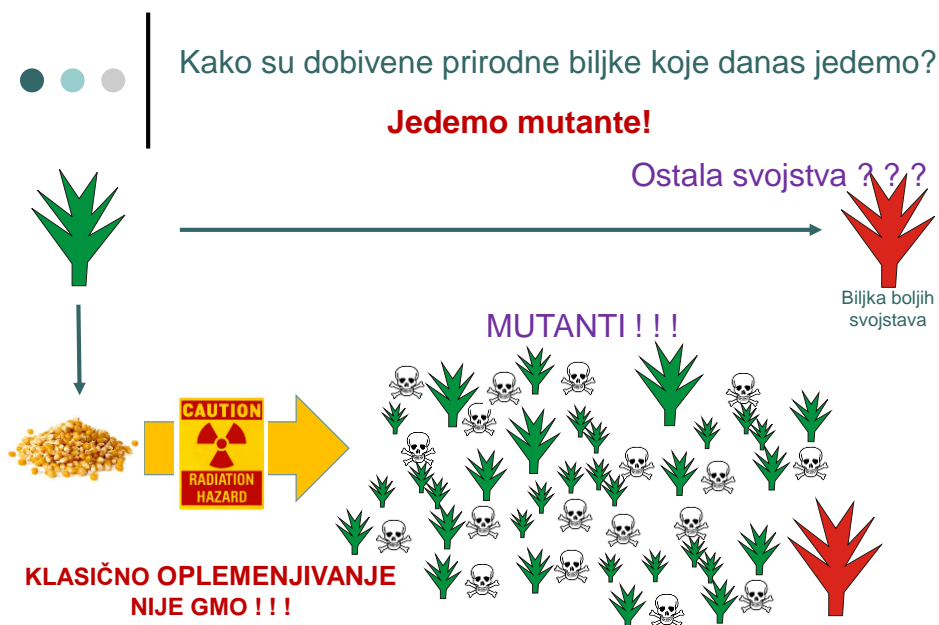 Kako su dobivene prirodne biljke koje danas jedemo?
Jedemo mutante!
Ostala svojstva ? ? ?
Biljka boljih
svojstava
MUTANTI ! ! !
CAUTION
RADIATION
HAZARD
KLASIČNO OPLEMENJIVANJE
NIJE GMO ! ! !